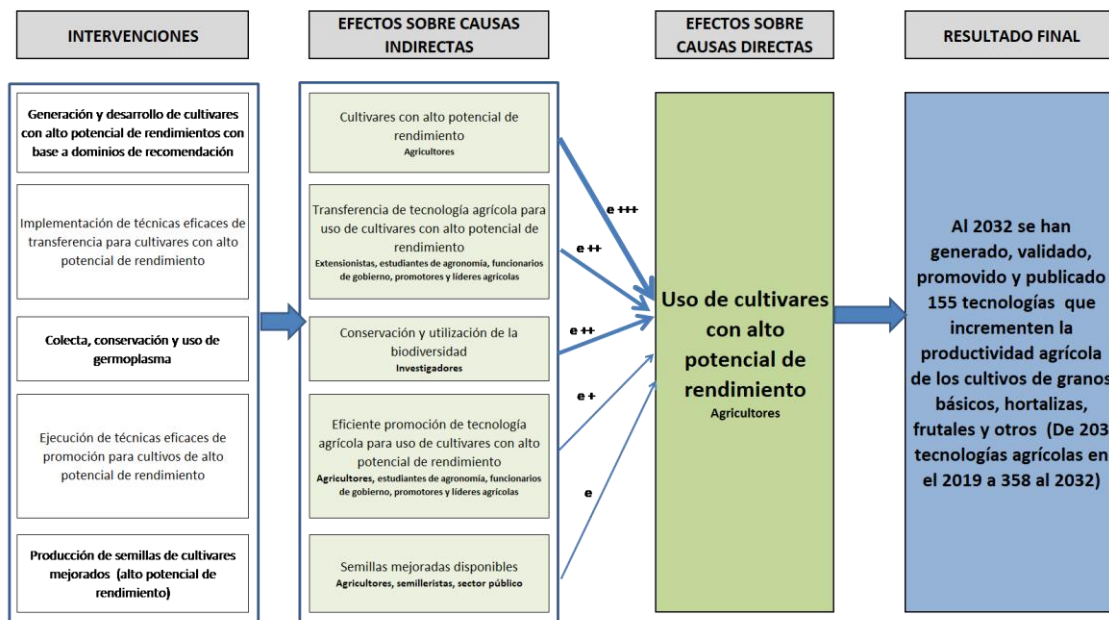 INTERVENCIONES
EFECTOS SOBRE CAUSAS
INDIRECTAS
EFECTOS SOBRE
CAUSAS DIRECTAS
RESULTADO FINAL
Generación y desarrollo de cultivares
con alto potencial de rendimientos con
base a dominios de recomendación
Implementación de técnicas eficaces de
transferencia para cultivares con alto
potencial de rendimiento
Colecta, conservación y uso de
germoplasma
Ejecución de técnicas eficaces de
promoción para cultivos de alto
potencial de rendimiento
Producción de semillas de cultivares
mejorados (alto potencial de
rendimiento)
Cultivares con alto potencial de
rendimiento
Agricultores
Transferencia de tecnología agrícola para
uso de cultivares con alto potencial de
rendimiento
Extensionistas, estudiantes de agronomía, funcionarios
de gobierno, promotores y líderes agrícolas
Conservación y utilización de la
biodiversidad
Investigadores
Eficiente promoción de tecnología
agrícola para uso de cultivares con alto
potencial de rendimiento
Agricultores, estudiantes de agronomía, funcionarios
de gobierno, promotores y líderes agrícolas
Semillas mejoradas disponibles
Agricultores, semilleristas, sector público
e +++
e ++
e ++
e +
e
Uso de cultivares
con alto
potencial de
rendimiento
Agricultores
Al 2032 se han
generado, validado,
promovido y publicado
155 tecnologías que
incrementen la
productividad agrícola
de los cultivos de granos
básicos, hortalizas,
frutales y otros (De 203
tecnologías agrícolas en
el 2019 a 358 al 2032)